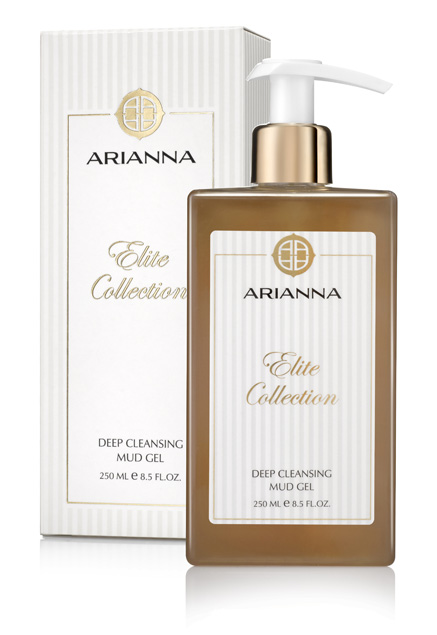 ARIANNA
Elite
Collection
DEEP CLEANSING
MUD GEL
250 ML e 8.5 FL.OZ.
ARIANNA
Elite
Collection
DEEP CLEANSING
MUD GEL
250 ML e 8.5 FL.OZ.